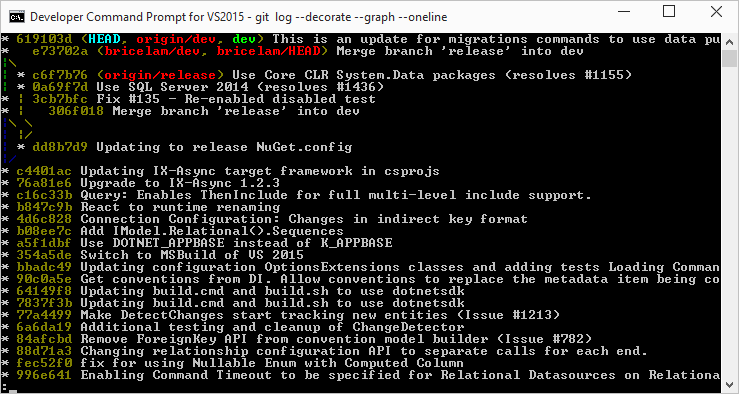 Developer Command Prompt for VS2015 - git log --decorate --graph --oneline
* 619103d (HEAD, origin/dev, dev) This is an update for migrations commands to use data pu
*   e73702a (bricelam/dev, bricelam/HEAD) Merge branch 'release' into dev
|\
| * c6f7b76 (origin/release) Use Core CLR System.Data packages (resolves #1155)
| * 0a69f7d Use SQL Server 2014 (resolves #1436)
* | 3cb7bfc Fix #135 - Re-enabled disabled test
* |   306f018 Merge branch 'release' into dev
|\ \
| |/
| * dd8b7d9 Updating to release NuGet.config
|/
* c4401ac Updating IX-Async target framework in csprojs
* 76a81e6 Upgrade to IX-Async 1.2.3
* c16c33b Query: Enables ThenInclude for full multi-level include support.
* b847c9b React to runtime renaming
* 4d6c828 Connection Configuration: Changes in indirect key format
* b08ee7c Add IModel.Relational().Sequences
* a5f1dbf Use DOTNET_APPBASE instead of K_APPBASE
* 354a5de Switch to MSBuild of VS 2015
* bbadc49 Updating configuration OptionsExtensions classes and adding tests Loading Comman
* 90c0a5e Get conventions from DI. Allow conventions to replace the metadata item being co
* 64149f8 Updating build.cmd and build.sh to use dotnetsdk
* 7837f3b Updating build.cmd and build.sh to use dotnetsdk
* 77a4499 Make DetectChanges start tracking new entities (Issue #1213)
* 6a6da19 Additional testing and cleanup of ChangeDetector
* 84afcbd Remove ForeignKey API from convention model builder (Issue #782)
* 88d71a3 Changing relationship configuration API to separate calls for each end.
* fec52f0 fix for using Nullable Enum with Computed Column
* 996e641 Enabling Command Timeout to be specified for Relational Datasources on Relationa
: